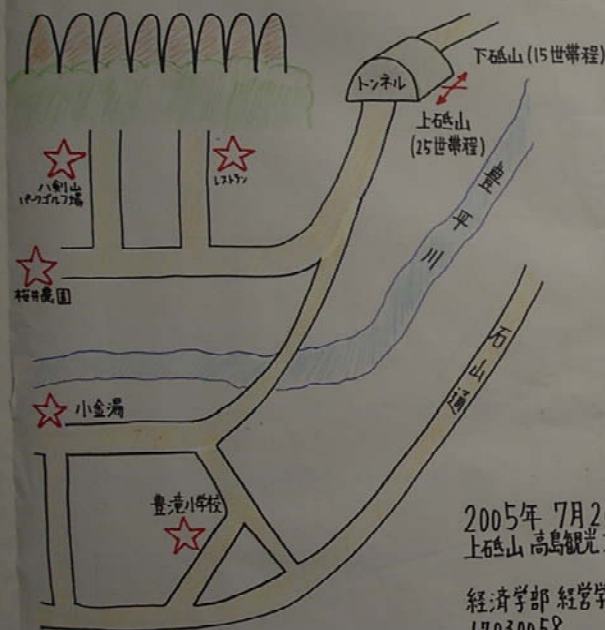 下砥山(15世帯程)
トンネル
上砥山
(25世帯程)
八剣山
パークゴルフ場
レストラン
豊平川
桜井農園
石山通
小金湯
豊滝小学校
2005年 7月2
上砥山 高島観光
経済学部 経営学
17030058